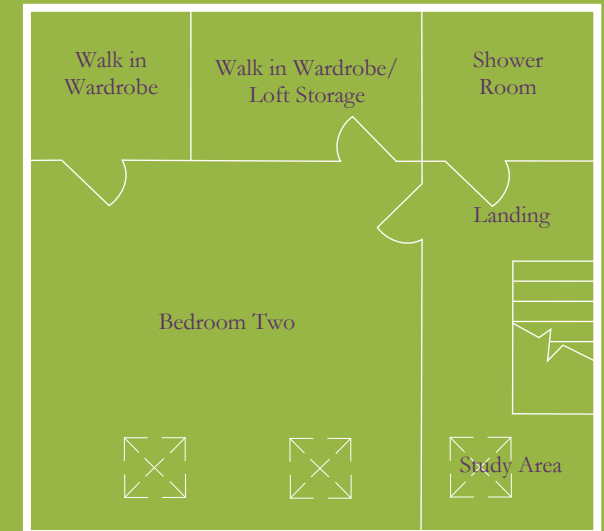 Walk in
Wardrobe
Walk in Wardrobe/
Loft Storage
Shower
Room
Landing
Bedroom Two
Study Area